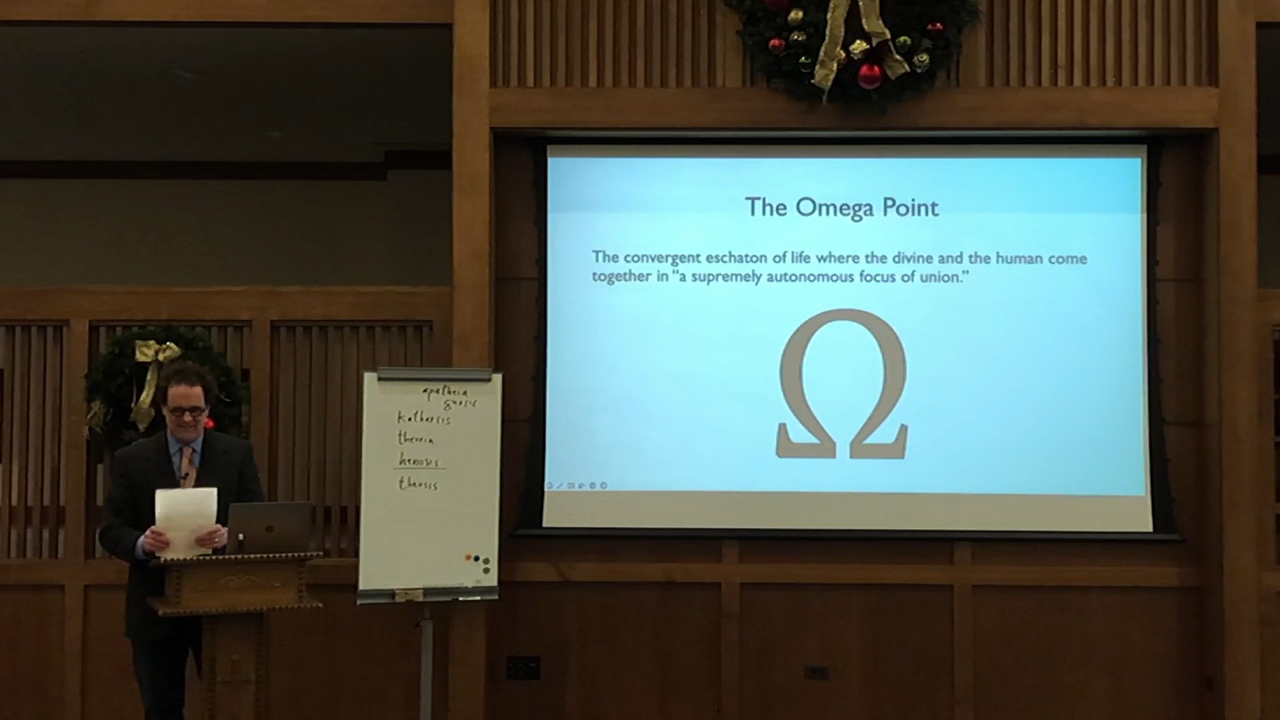 The Omega Point
The convergent eschaton of life where the divine and the human come
together in “a supremely autonomous focus of union.”
Ω
apatheia
gnosis
katharsis
theoria
henosis
theosis